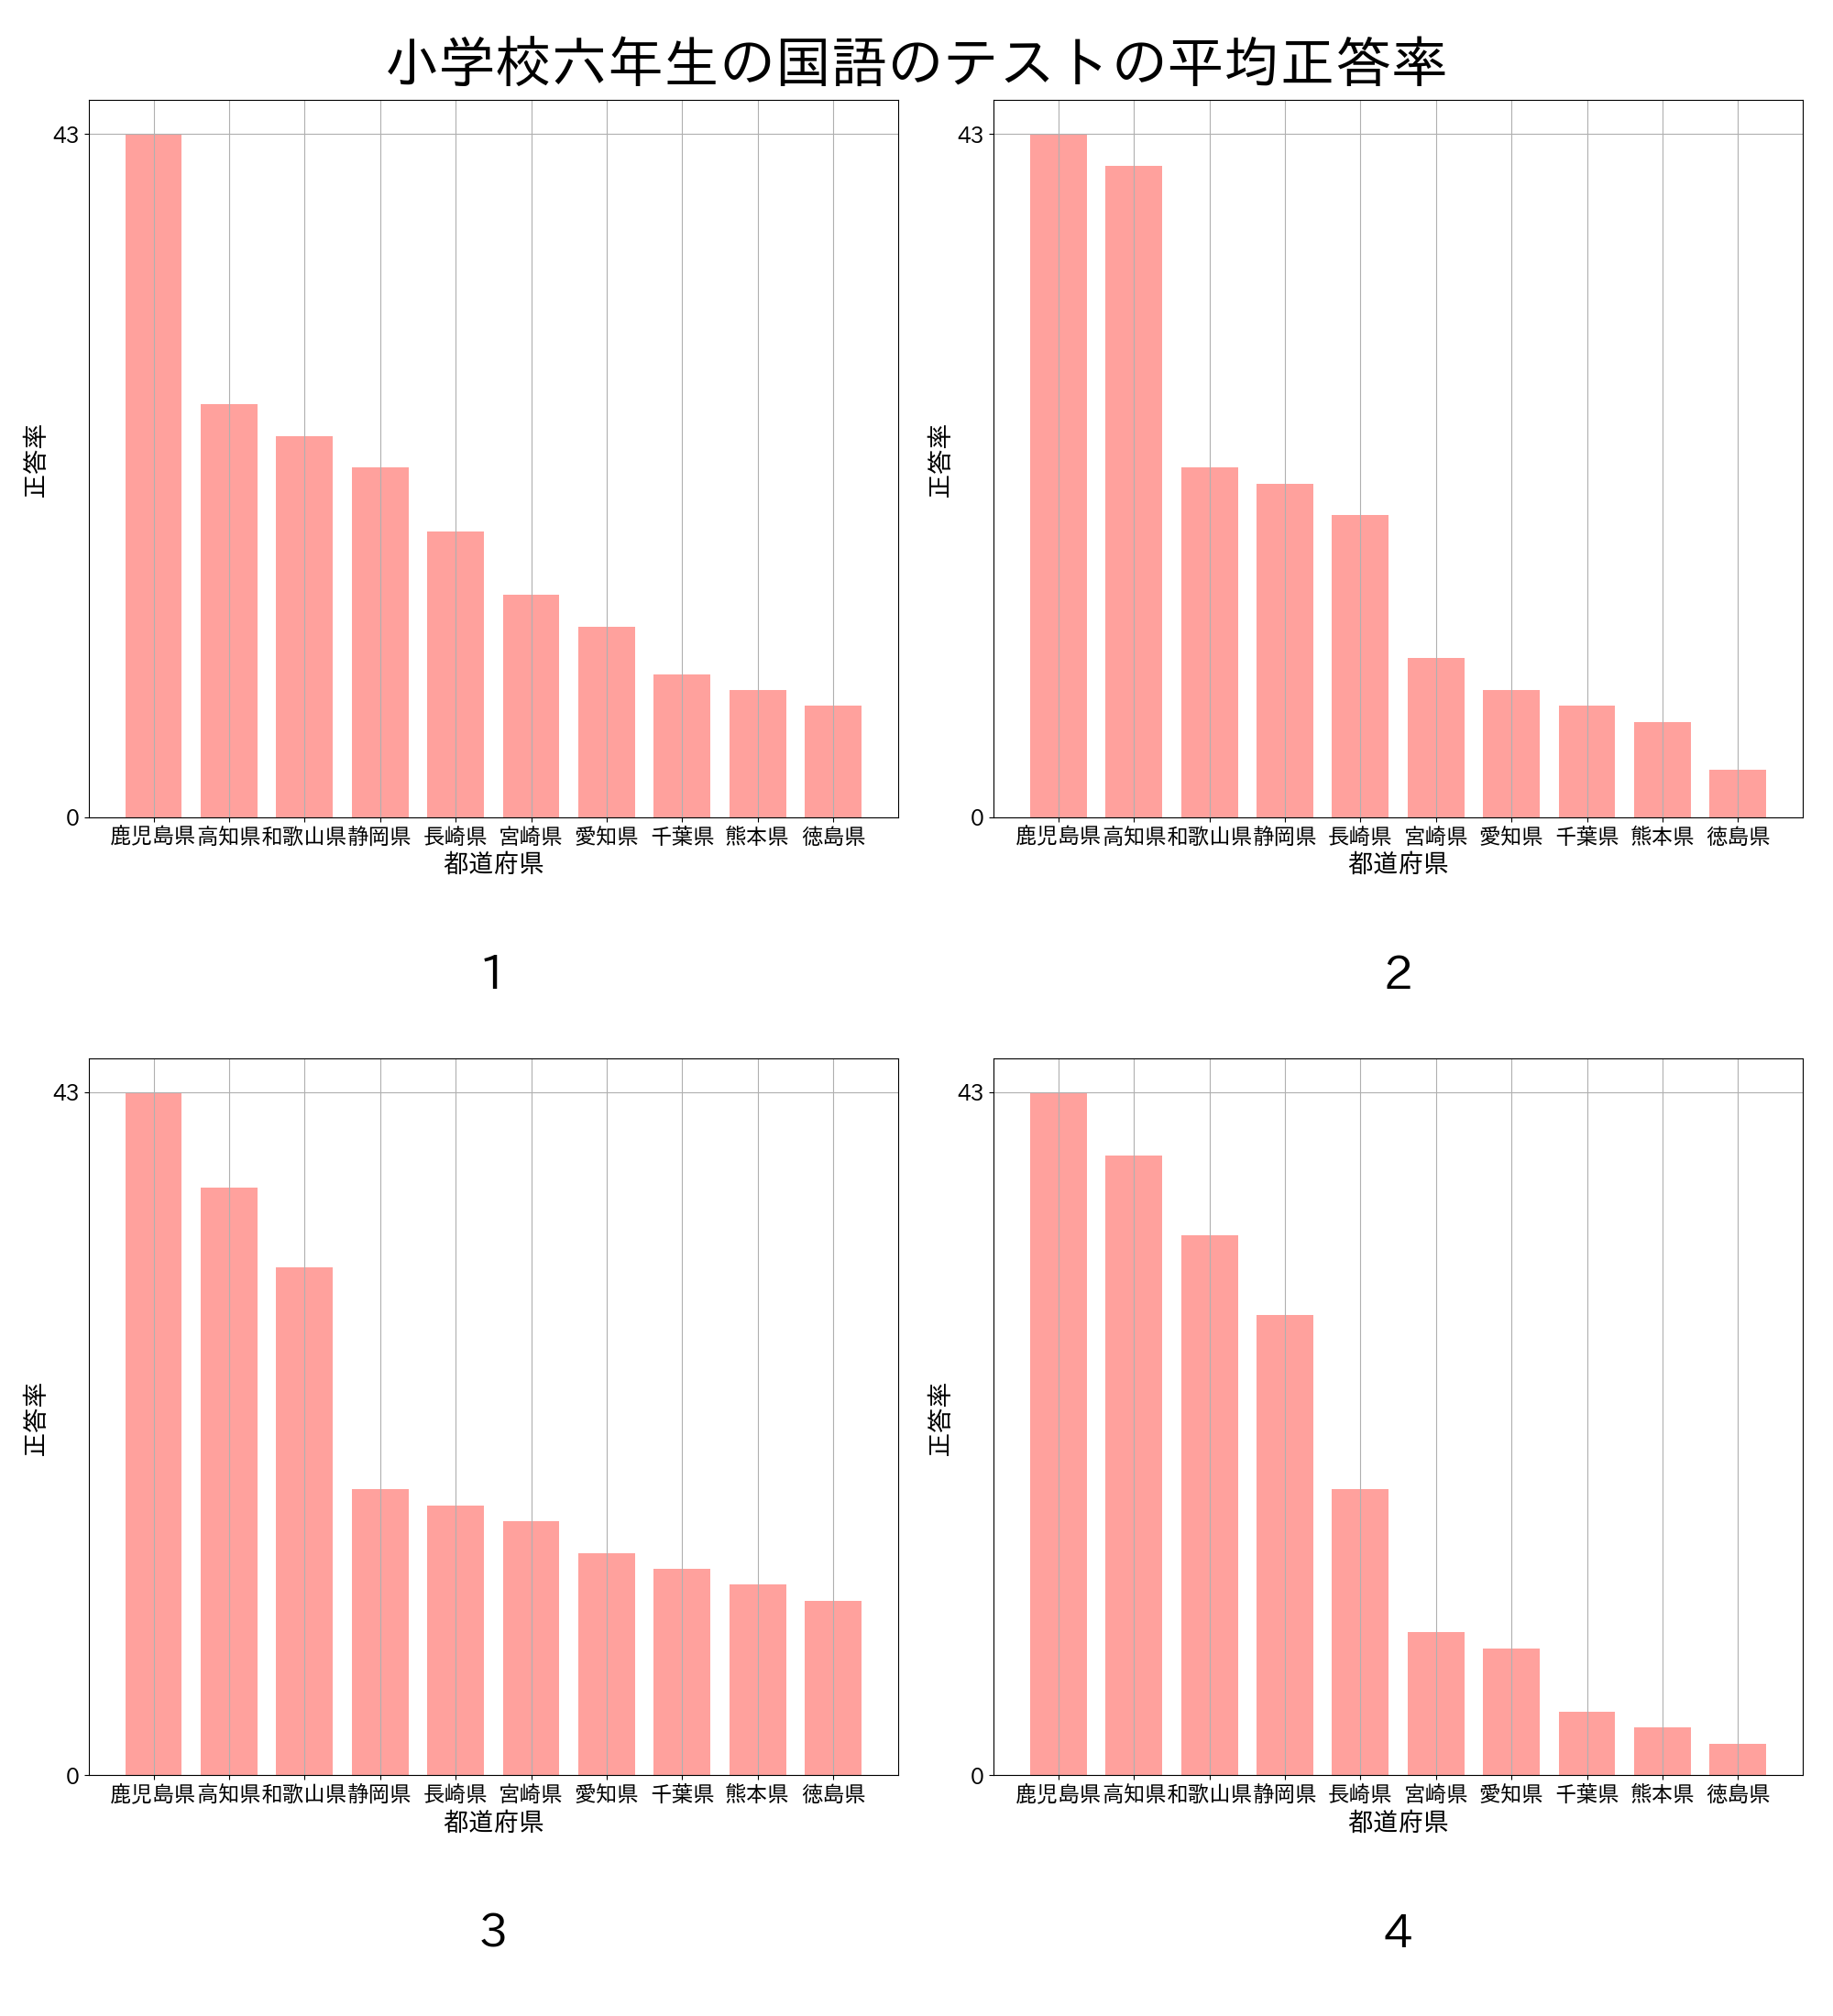 小学校六年生の国語のテストの平均正答率
43
0
正答率
鹿児島県 高知県 和歌山県 静岡県 長崎県 宮崎県 愛知県 千葉県 熊本県 徳島県
都道府県
1
43
0
正答率
鹿児島県 高知県 和歌山県 静岡県 長崎県 宮崎県 愛知県 千葉県 熊本県 徳島県
都道府県
2
43
0
正答率
鹿児島県 高知県 和歌山県 静岡県 長崎県 宮崎県 愛知県 千葉県 熊本県 徳島県
都道府県
3
43
0
正答率
鹿児島県 高知県 和歌山県 静岡県 長崎県 宮崎県 愛知県 千葉県 熊本県 徳島県
都道府県
4